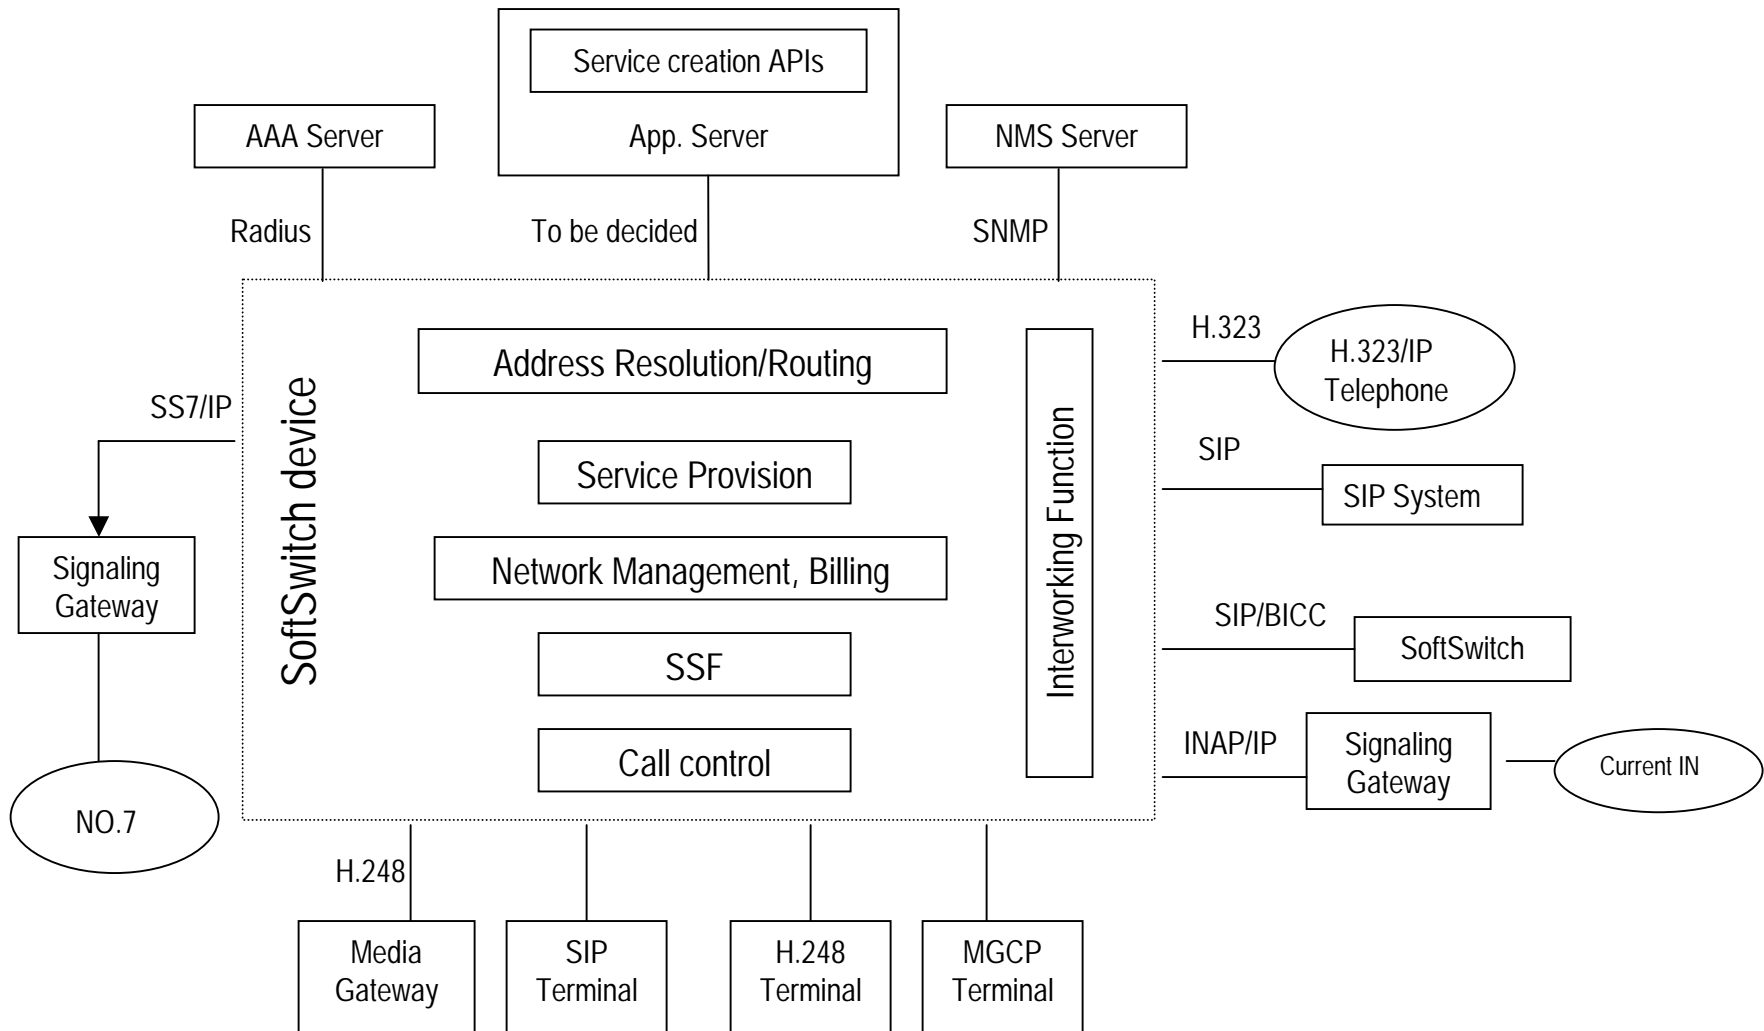 Service creation APIs
App. Server
AAA Server
NMS Server
Radius
To be decided
SNMP
SoftSwitch device
Address Resolution/Routing
Service Provision
Network Management, Billing
SSF
Call control
Interworking Function
SS7/IP
Signaling
Gateway
NO.7
H.323
H.323/IP
Telephone
SIP
SIP System
SIP/BICC
SoftSwitch
INAP/IP
Signaling
Gateway
Current IN
H.248
Media
Gateway
SIP
Terminal
H.248
Terminal
MGCP
Terminal